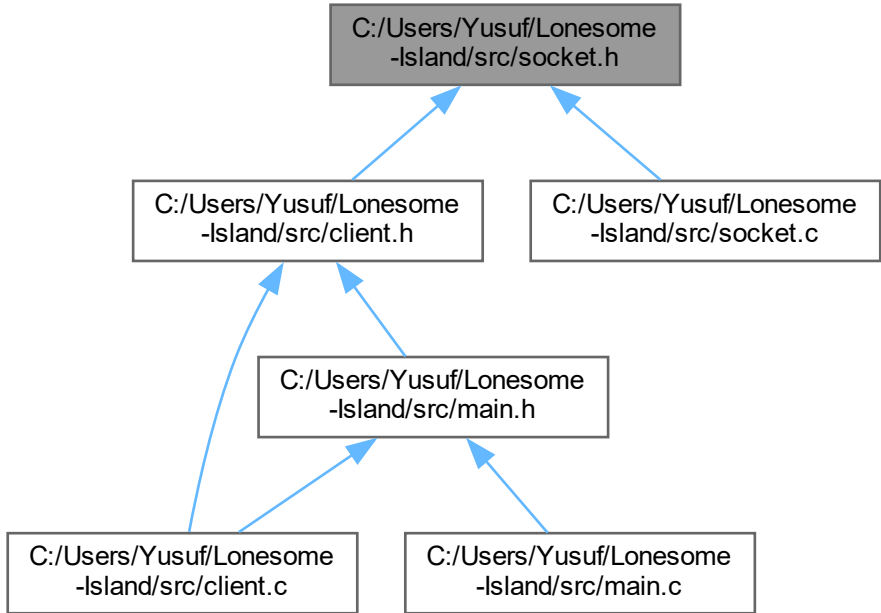 C:/Users/Yusuf/Lonesome
-Island/src/socket.h
C:/Users/Yusuf/Lonesome
-Island/src/client.h
C:/Users/Yusuf/Lonesome
-Island/src/socket.c
C:/Users/Yusuf/Lonesome
-Island/src/main.h
C:/Users/Yusuf/Lonesome
-Island/src/client.c
C:/Users/Yusuf/Lonesome
-Island/src/main.c